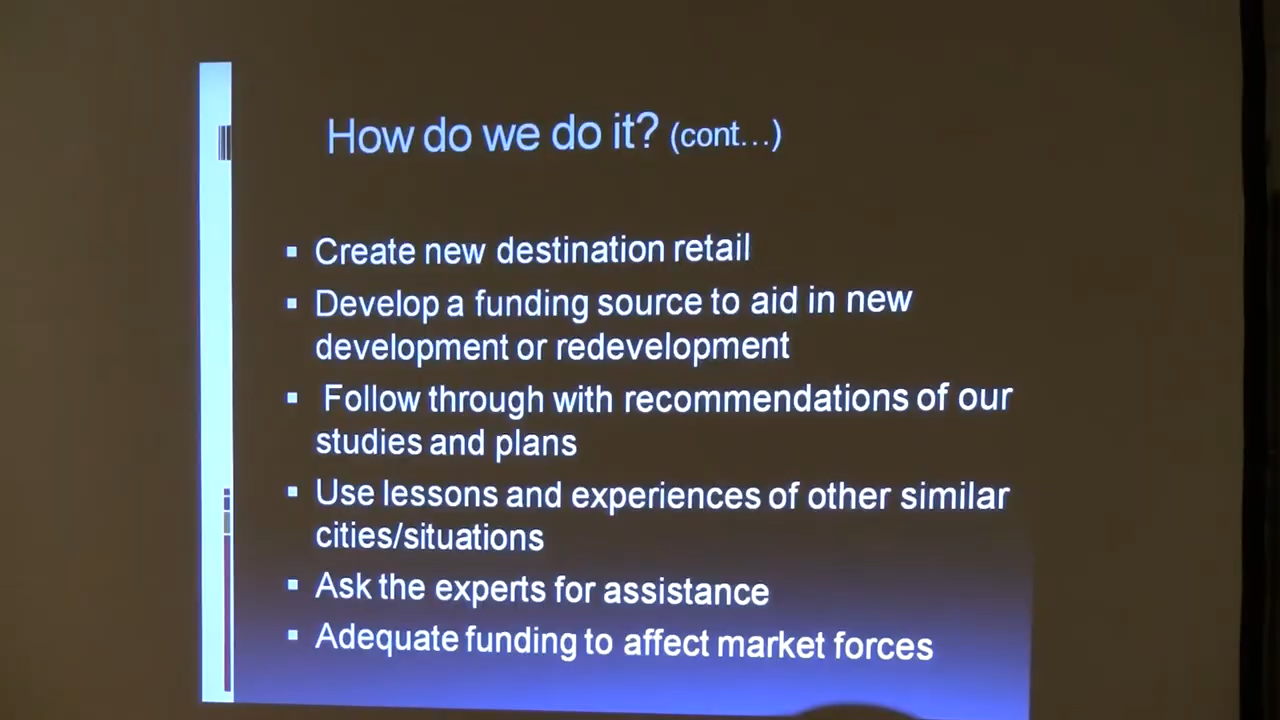 How do we do it? (cont...)
▪ Create new destination retail
▪ Develop a funding source to aid in new
development or redevelopment
▪ Follow through with recommendations of our
studies and plans
▪ Use lessons and experiences of other similar
cities/situations
▪ Ask the experts for assistance
▪ Adequate funding to affect market forces